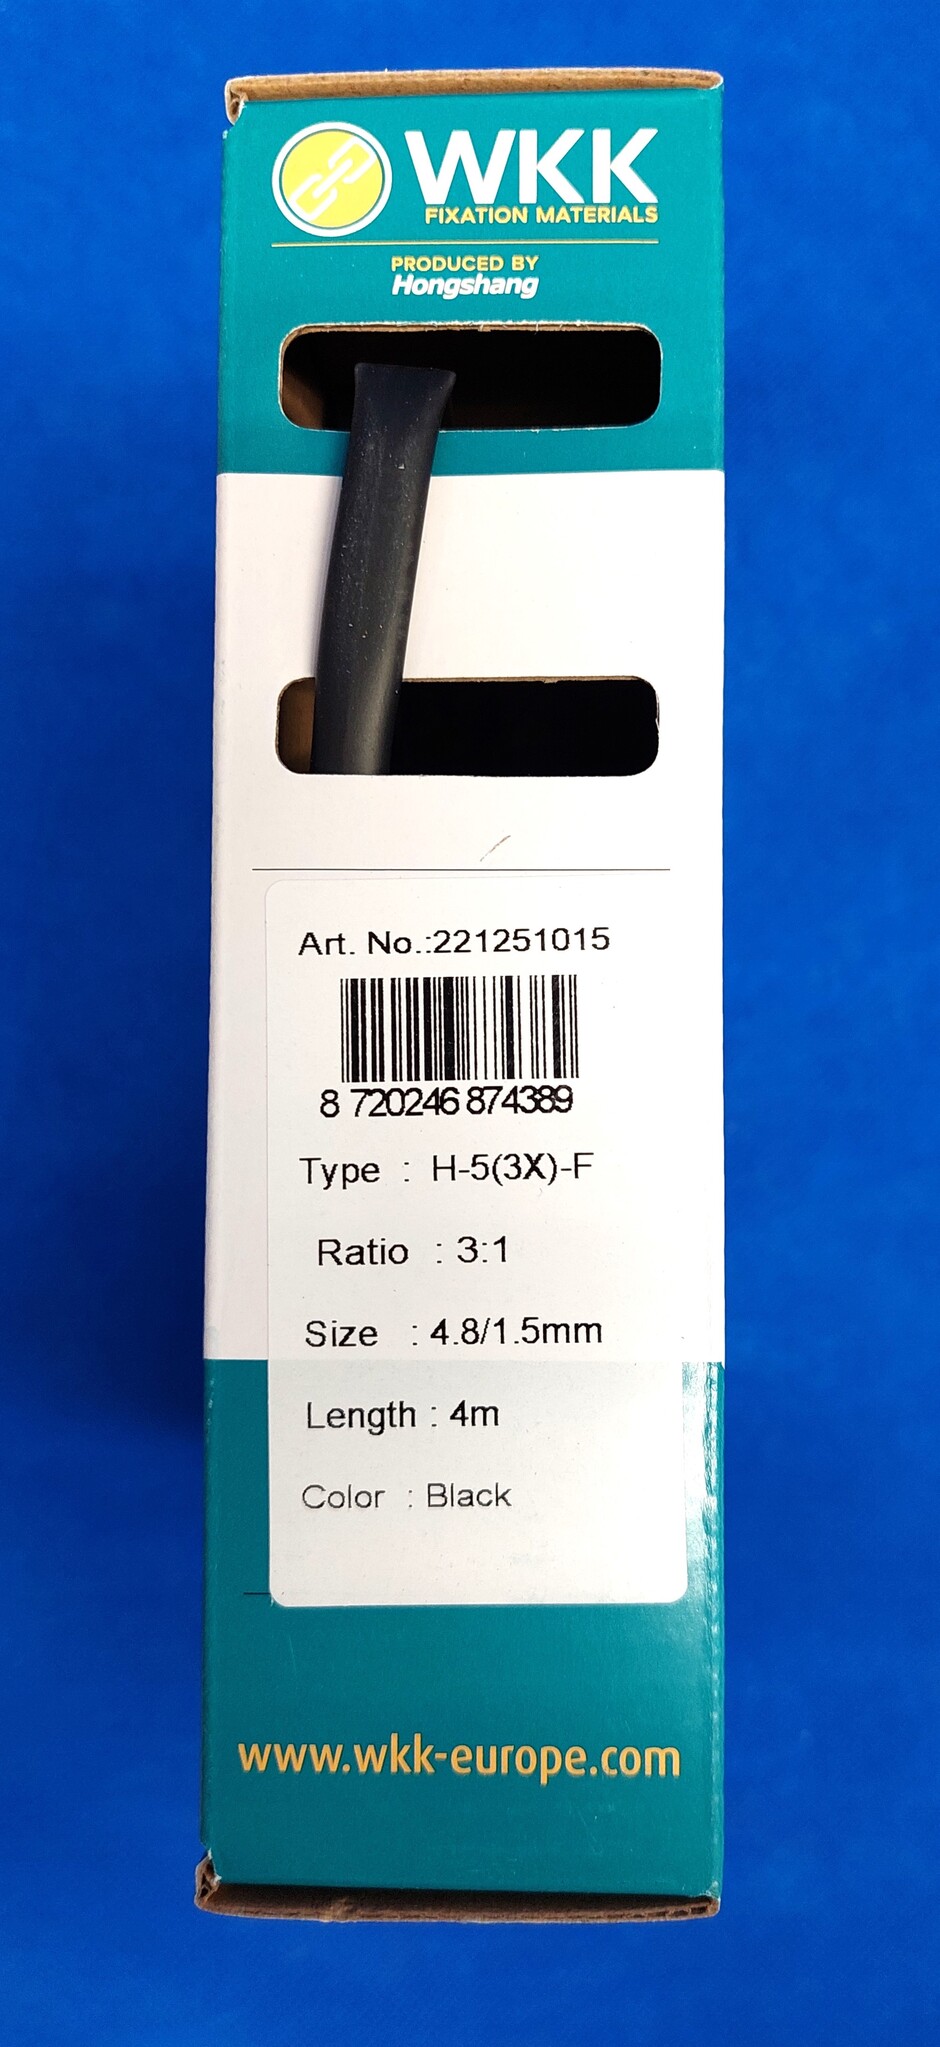 WKK
FIXATION MATERIALS
PRODUCED BY
Hongshang
Art. No.:221251015
8 720246 874389
Type : H-5(3X)-F
Ratio : 3:1
Size : 4.8/1.5mm
Length : 4m
Color : Black
www.wkk-europe.com